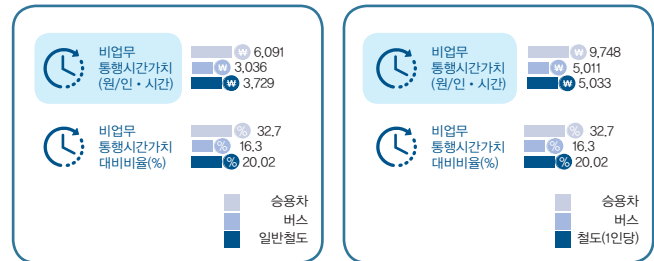 비업무
통행시간가치
(원/인・시간)
₩ 6,091
₩ 3,036
₩ 3,729
비업무
통행시간가치
대비비율(%)
% 32.7
% 16.3
% 20.02
승용차
버스
일반철도
비업무
통행시간가치
(원/인・시간)
₩ 9,748
₩ 5,011
₩ 5,033
비업무
통행시간가치
대비비율(%)
% 32.7
% 16.3
% 20.02
승용차
버스
철도(1인당)